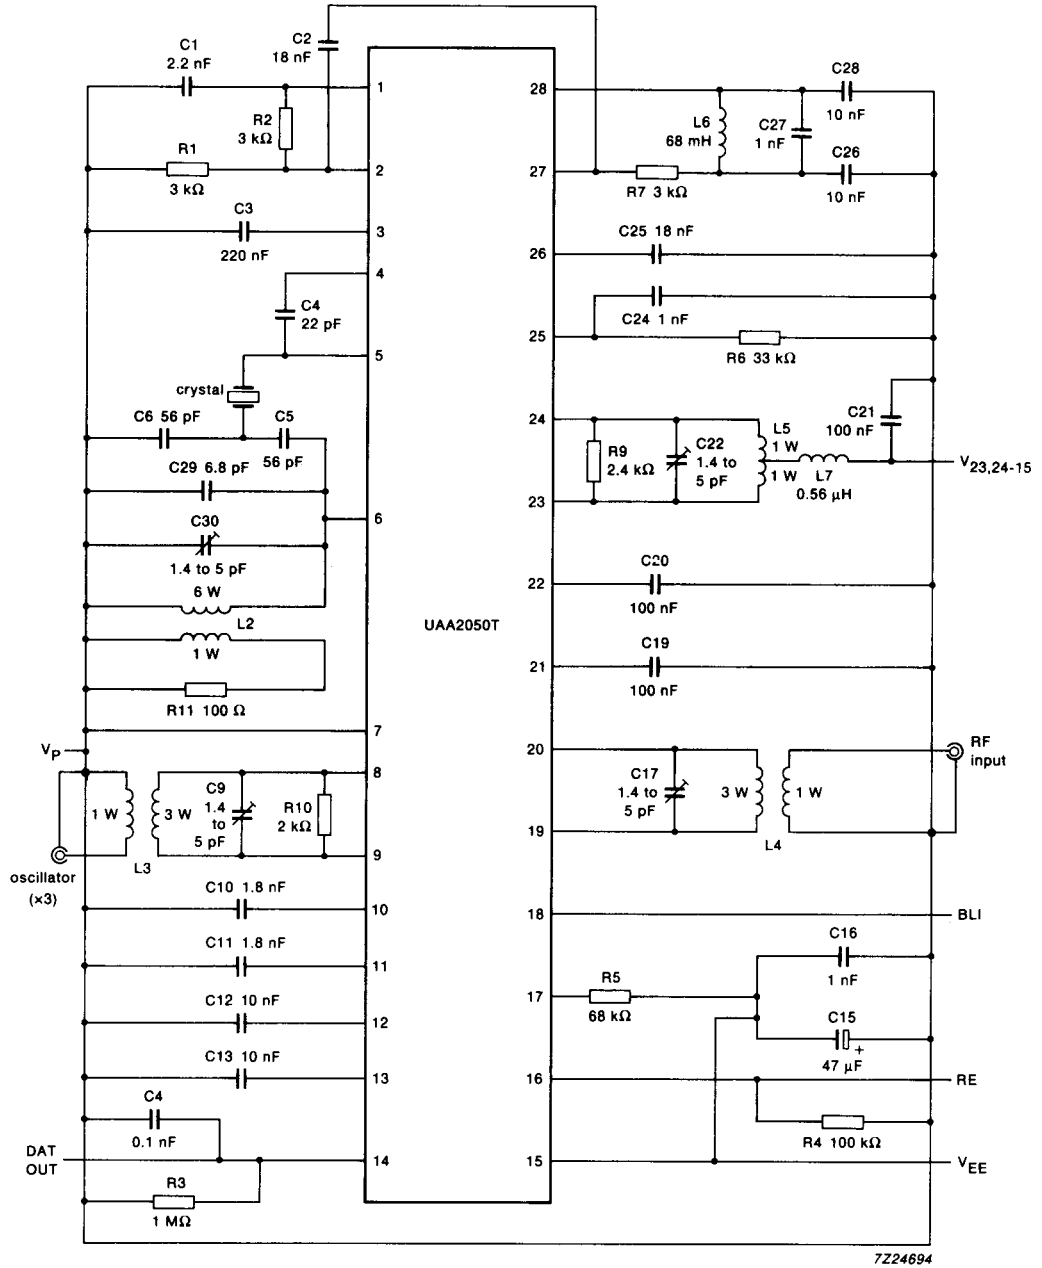 C1
2.2 nF
C2
18 nF
R2
3 kΩ
R1
3 kΩ
C3
220 nF
C4
22 pF
crystal
C6 56 pF
C5
56 pF
C29 6.8 pF
C30
1.4 to 5 pF
6 W
L2
1 W
R11 100 Ω
VP
1 W
3 W
L3
C9
1.4
to
5 pF
R10
2 kΩ
oscillator
(×3)
C10 1.8 nF
C11 1.8 nF
C12 10 nF
C13 10 nF
C4
0.1 nF
DAT
OUT
R3
1 MΩ
1
2
3
4
5
6
7
8
9
10
11
12
13
14
UAA2050T
28
27
26
25
24
23
22
21
20
19
18
17
16
15
C28
10 nF
L6
68 mH
C27
1 nF
C26
10 nF
R7 3 kΩ
C25 18 nF
C24 1 nF
R6 33 kΩ
R9
2.4 kΩ
C22
1.4 to
5 pF
L5
1 W
1 W
L7
0.56 µH
C21
100 nF
V23,24-15
C20
100 nF
C19
100 nF
C17
1.4 to
5 pF
3 W
1 W
L4
RF
input
BLI
C16
1 nF
R5
68 kΩ
C15
+
47 µF
RE
R4 100 kΩ
VEE
7Z24694